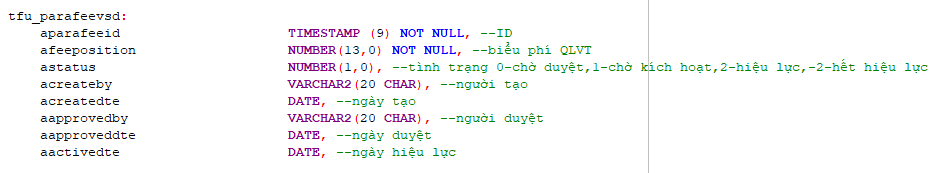 tfu_parafeevsd:
aparafeeid TIMESTAMP (9) NOT NULL, --ID
afeeposition NUMBER(13,0) NOT NULL, --biểu phí QLVT
astatus NUMBER(1,0), --tình trạng 0-chờ duyệt,1-chờ kích hoạt,2-hiệu lực,-2-hết hiệu lực
acreateby VARCHAR2(20 CHAR), --người tạo
acreatedte DATE, --ngày tạo
aapprovedby VARCHAR2(20 CHAR), --người duyệt
aapproveddte DATE, --ngày duyệt
aactivedte DATE, --ngày hiệu lực